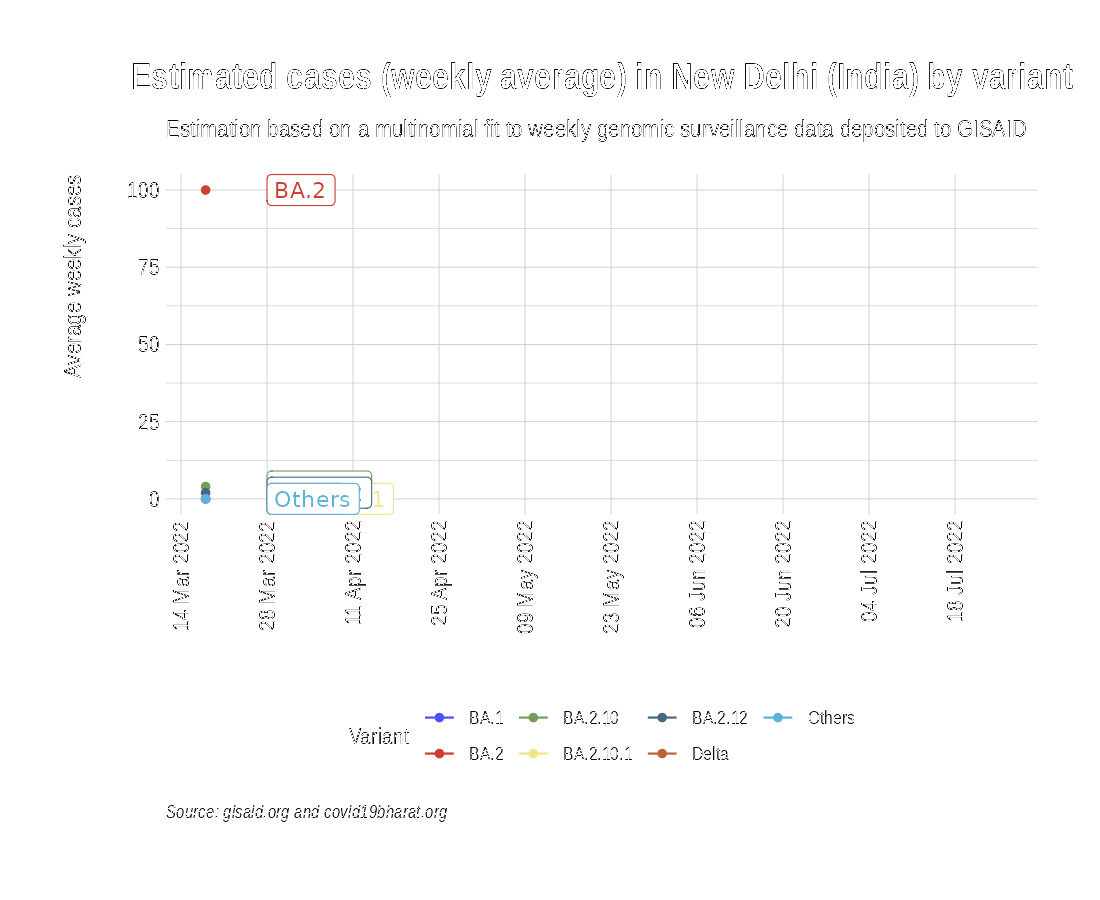 Estimated cases (weekly average) in New Delhi (India) by variant
Estimation based on a multinomial fit to weekly genomic surveillance data deposited to GISAID
Average weekly cases
100
75
50
25
0
BA.2
Others
1
14 Mar 2022
28 Mar 2022
11 Apr 2022
25 Apr 2022
09 May 2022
23 May 2022
06 Jun 2022
20 Jun 2022
04 Jul 2022
18 Jul 2022
Variant
BA.1 BA.2.10 BA.2.12 Others
BA.2 BA.2.10.1 Delta
Source: gisaid.org and covid19bharat.org